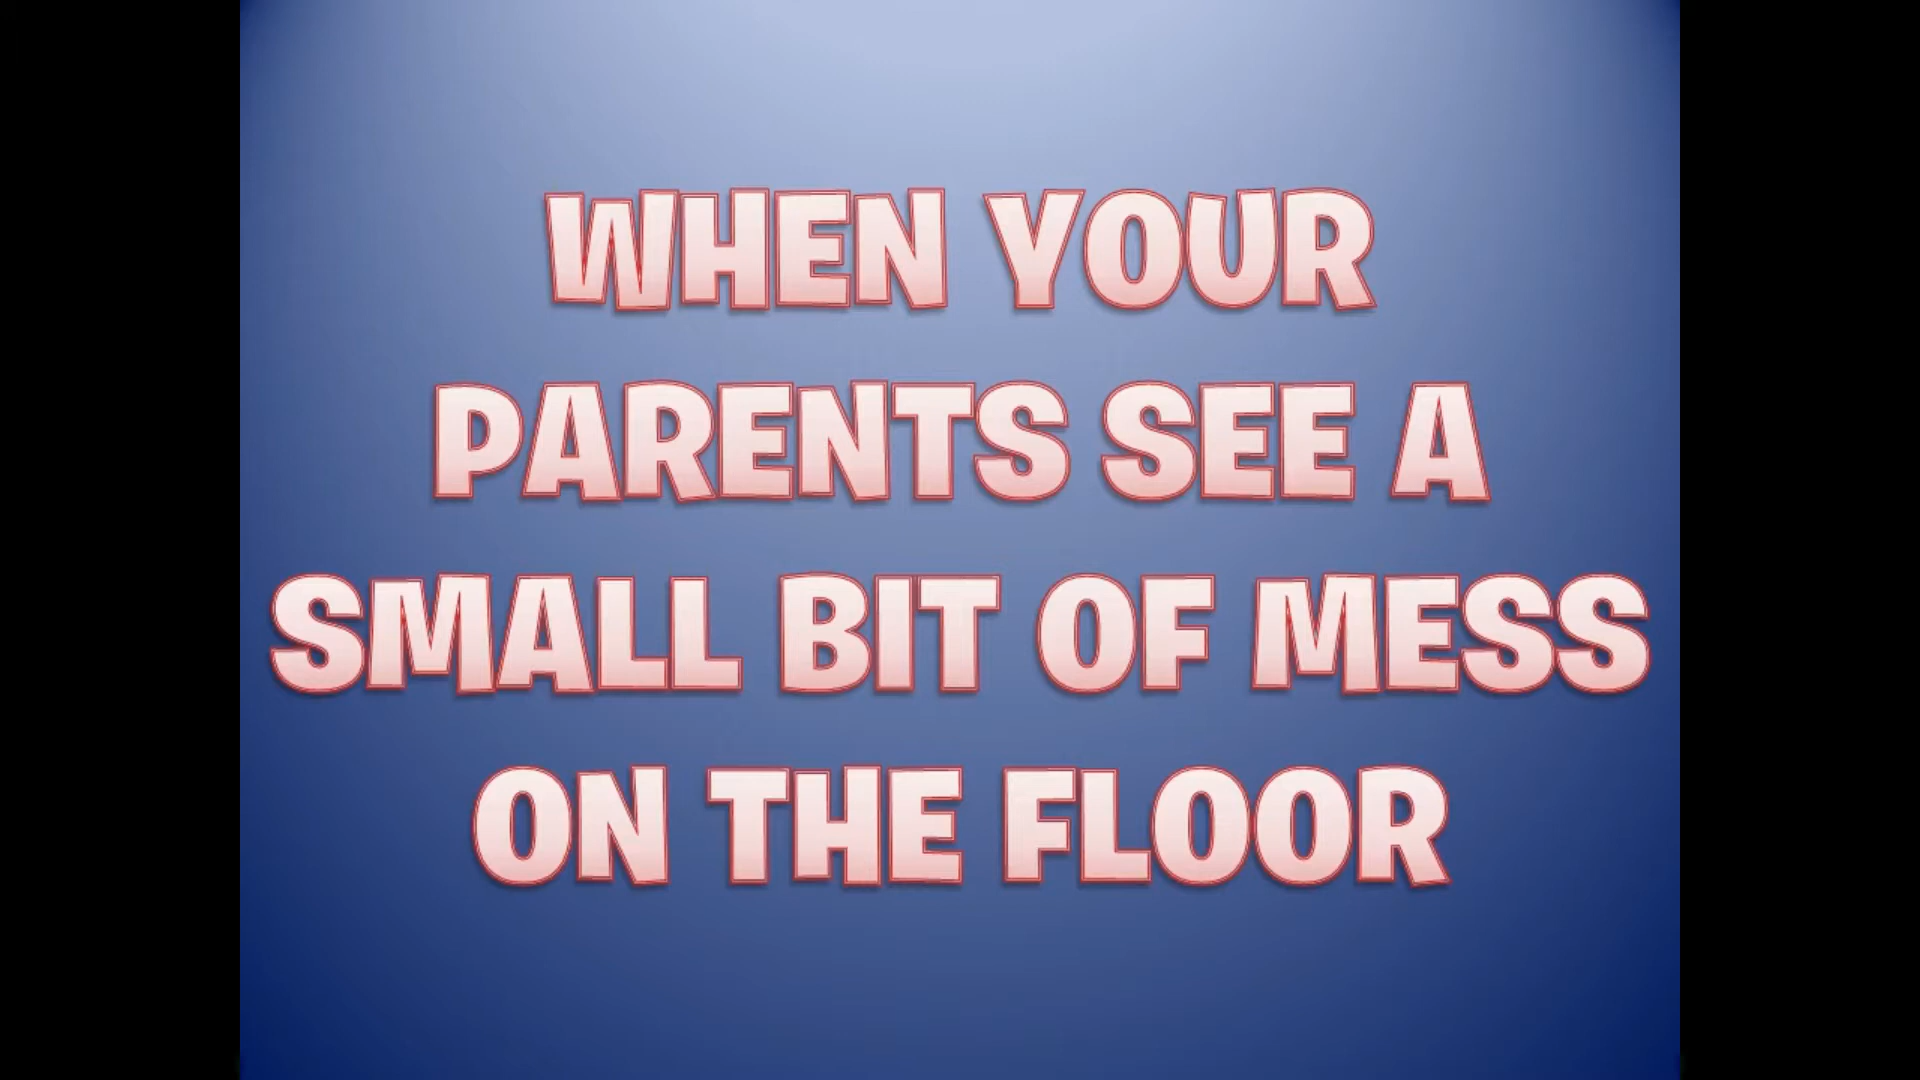 WHEN YOUR
PARENTS SEE A
SMALL BIT OF MESS
ON THE FLOOR